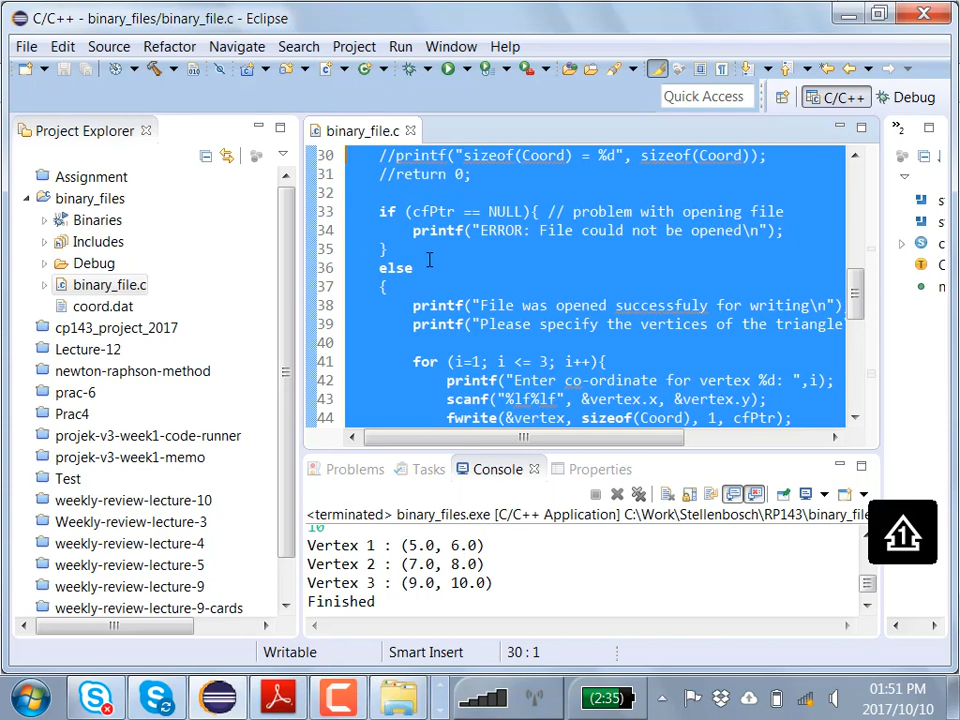 C/C++ - binary_files/binary_file.c - Eclipse
File Edit Source Refactor Navigate Search Project Run Window Help
Quick Access
C/C++
Debug
Project Explorer
Assignment
binary_files
Binaries
Includes
Debug
binary_file.c
coord.dat
cp143_project_2017
Lecture-12
newton-raphson-method
prac-6
Prac4
projek-v3-week1-code-runner
projek-v3-week1-memo
Test
weekly-review-lecture-10
Weekly-review-lecture-3
weekly-review-lecture-4
weekly-review-lecture-5
weekly-review-lecture-9
weekly-review-lecture-9-cards
binary_file.c
30 //printf("sizeof(Coord) = %d", sizeof(Coord));
31 //return 0;
32
33 if (cfPtr == NULL){ // problem with opening file
34 printf("ERROR: File could not be opened\n");
35 }
36 else
37 {
38 printf("File was opened successfuly for writing\n")
39 printf("Please specify the vertices of the triangle
40
41 for (i=1; i <= 3; i++){
42 printf("Enter co-ordinate for vertex %d: ",i);
43 scanf("%lf%lf", &vertex.x, &vertex.y);
44 fwrite(&vertex, sizeof(Coord), 1, cfPtr);
Problems Tasks Console Properties
<terminated> binary_files.exe [C/C++ Application] C:\Work\Stellenbosch\RP143\binary_file
10
Vertex 1 : (5.0, 6.0)
Vertex 2 : (7.0, 8.0)
Vertex 3 : (9.0, 10.0)
Finished
Writable Smart Insert 30 : 1
(2:35)
01:51 PM
2017/10/10